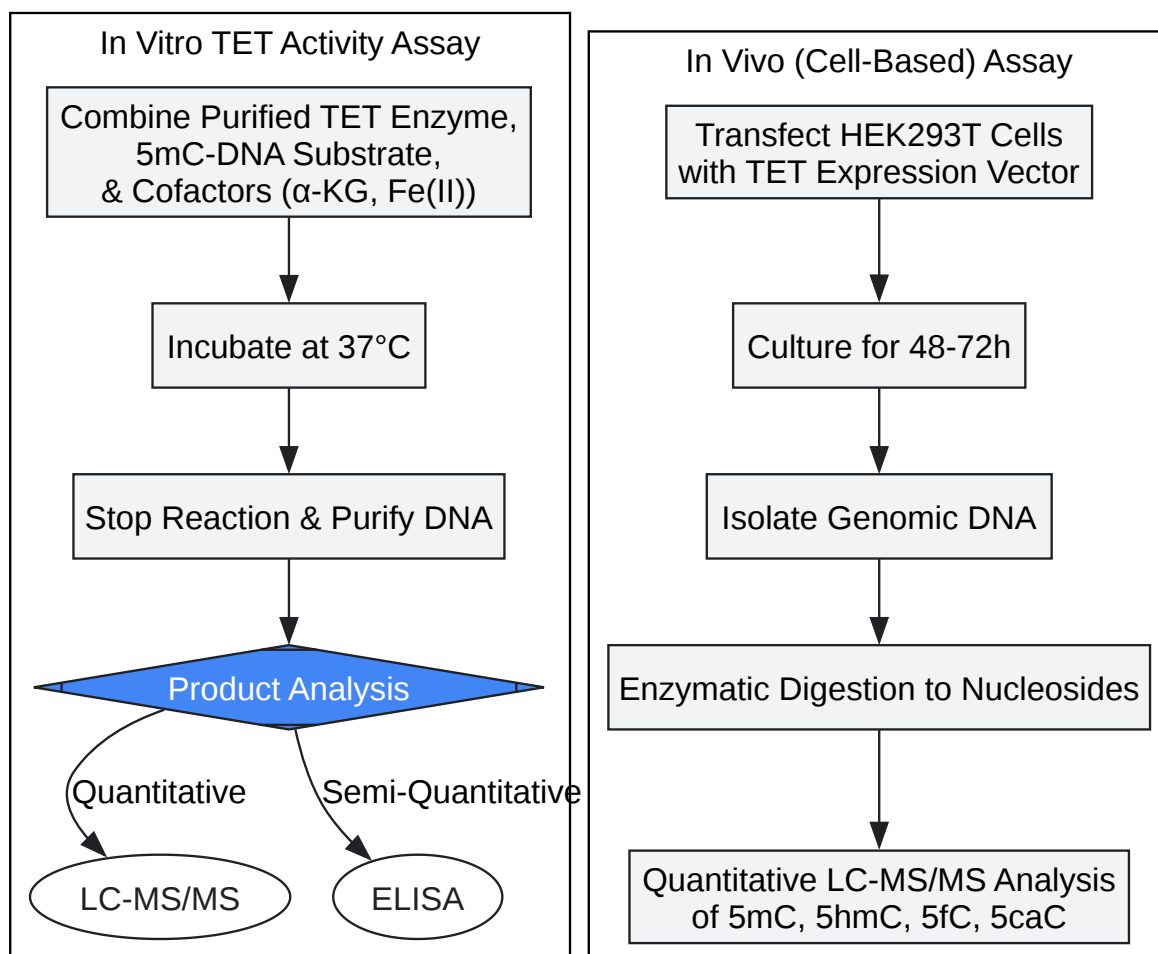 In Vitro TET Activity Assay
Combine Purified TET Enzyme,
5mC-DNA Substrate,
& Cofactors (α-KG, Fe(II))
Incubate at 37°C
Stop Reaction & Purify DNA
Product Analysis
Quantitative
Semi-Quantitative
LC-MS/MS
ELISA
In Vivo (Cell-Based) Assay
Transfect HEK293T Cells
with TET Expression Vector
Culture for 48-72h
Isolate Genomic DNA
Enzymatic Digestion to Nucleosides
Quantitative LC-MS/MS Analysis
of 5mC, 5hmC, 5fC, 5caC